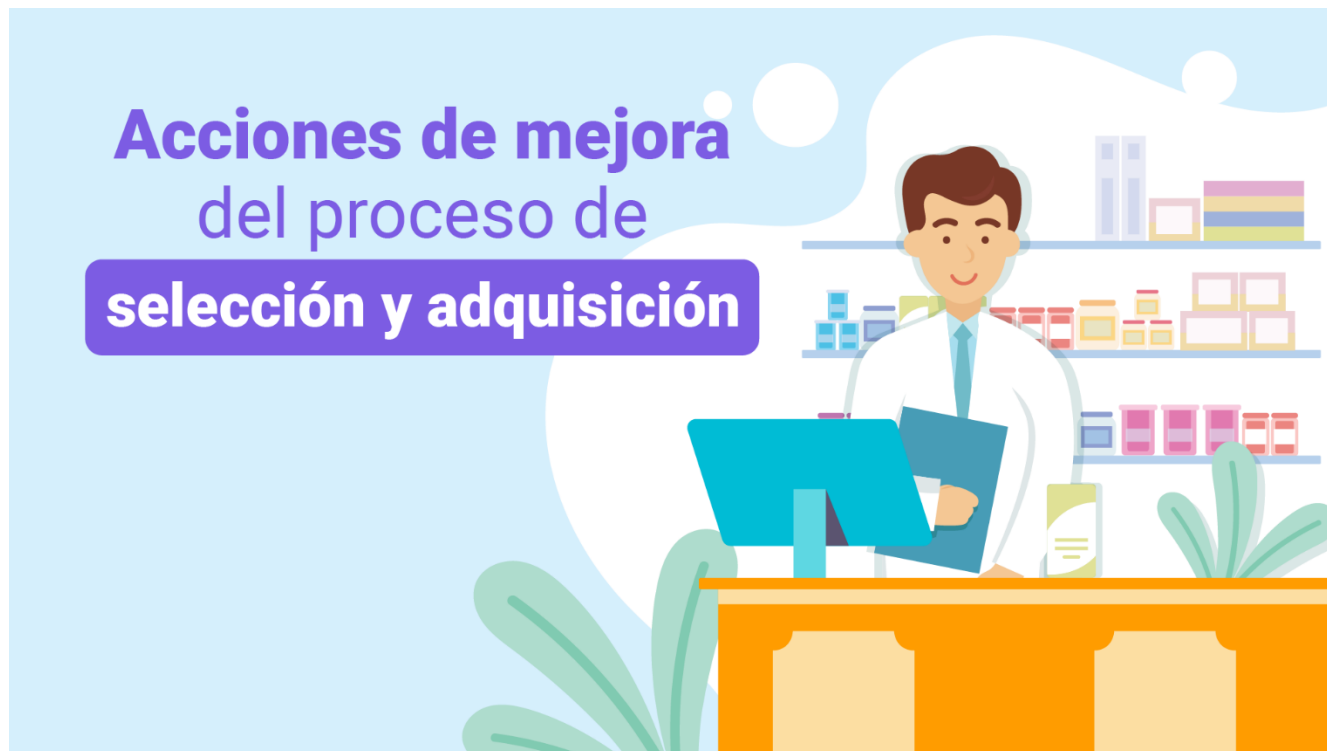 Acciones de mejora
del proceso de
selección y adquisición